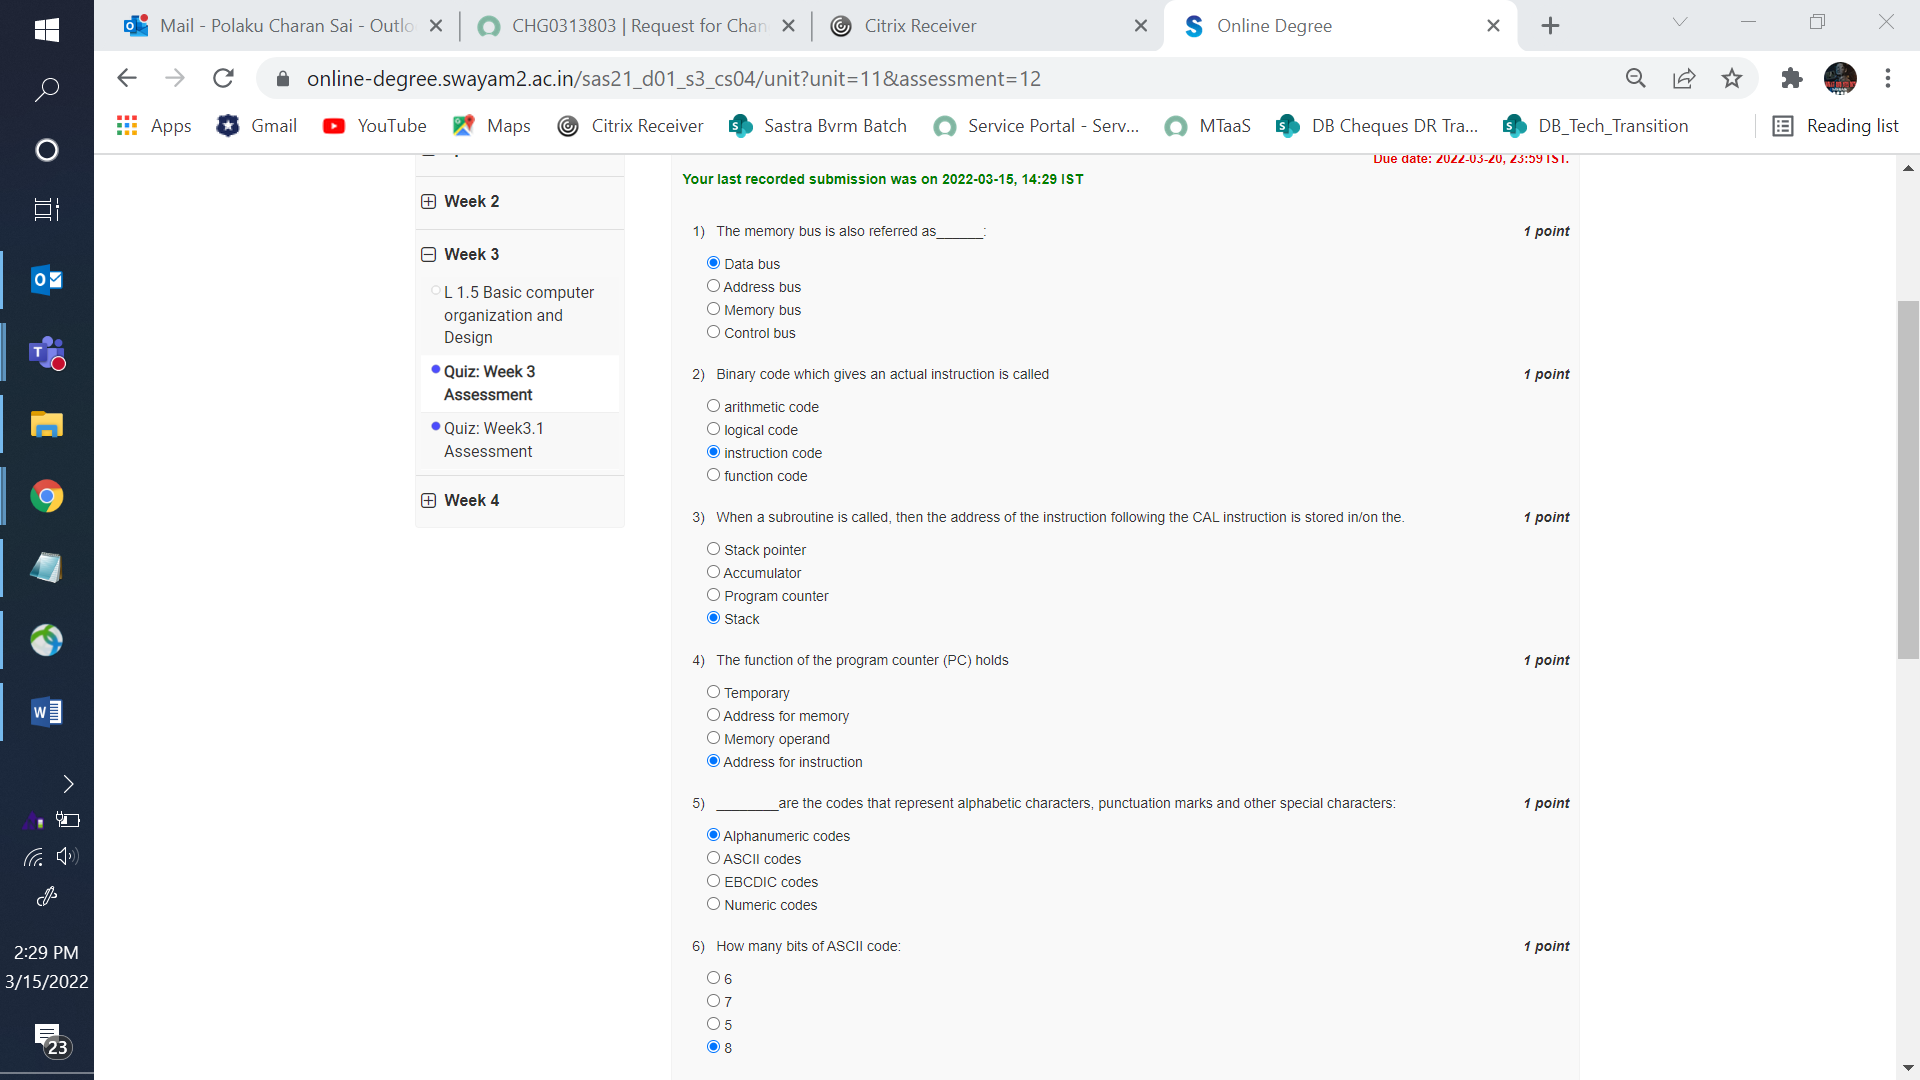 Mail - Polaku Charan Sai - Outlo
CHG0313803 | Request for Chan
Citrix Receiver
Online Degree
online-degree.swayam2.ac.in/sas21_d01_s3_cs04/unit?unit=11&assessment=12
Apps
Gmail
YouTube
Maps
Citrix Receiver
Sastra Bvrm Batch
Service Portal - Serv...
MTaaS
DB Cheques DR Tra...
DB_Tech_Transition
Reading list
Week 2
Week 3
L 1.5 Basic computer
organization and
Design
Quiz: Week 3
Assessment
Quiz: Week3.1
Assessment
Week 4
Due date: 2022-03-20, 23:59 IST.
Your last recorded submission was on 2022-03-15, 14:29 IST
1) The memory bus is also referred as______: 1 point
Data bus
Address bus
Memory bus
Control bus
2) Binary code which gives an actual instruction is called 1 point
arithmetic code
logical code
instruction code
function code
3) When a subroutine is called, then the address of the instruction following the CAL instruction is stored in/on the. 1 point
Stack pointer
Accumulator
Program counter
Stack
4) The function of the program counter (PC) holds 1 point
Temporary
Address for memory
Memory operand
Address for instruction
5) ________are the codes that represent alphabetic characters, punctuation marks and other special characters: 1 point
Alphanumeric codes
ASCII codes
EBCDIC codes
Numeric codes
6) How many bits of ASCII code: 1 point
6
7
5
8
2:29 PM
3/15/2022
23